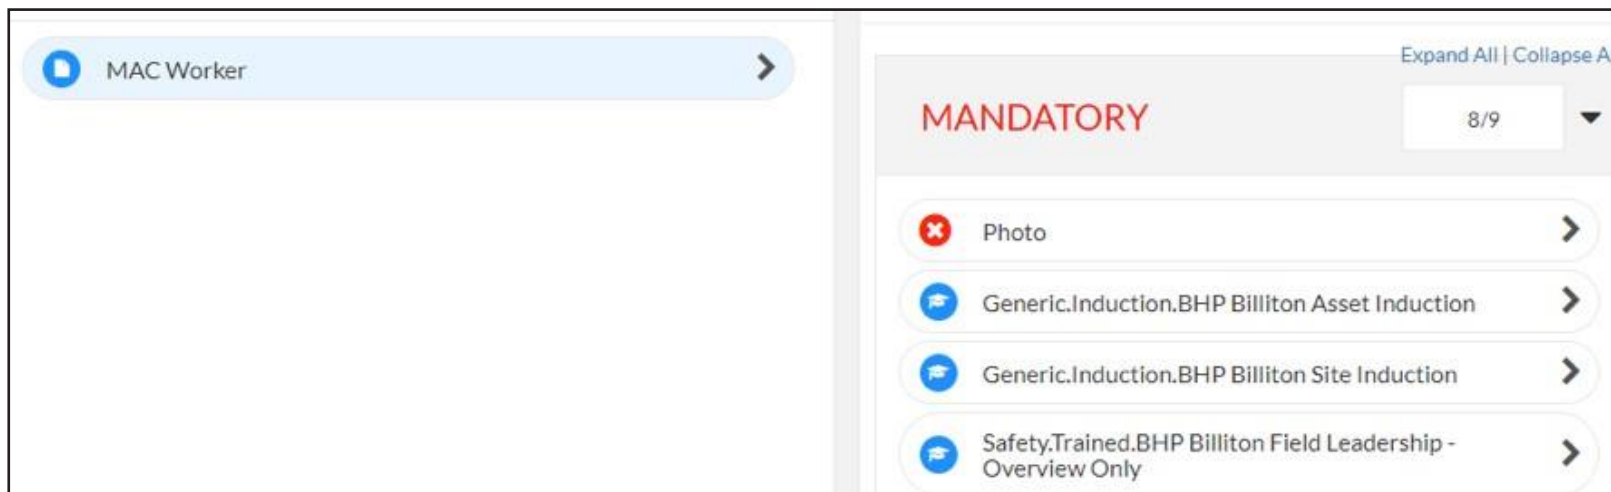 MAC Worker
Expand All | Collapse A
MANDATORY
8/9
Photo
Generic.Induction.BHP Billiton Asset Induction
Generic.Induction.BHP Billiton Site Induction
Safety.Trained.BHP Billiton Field Leadership -
Overview Only